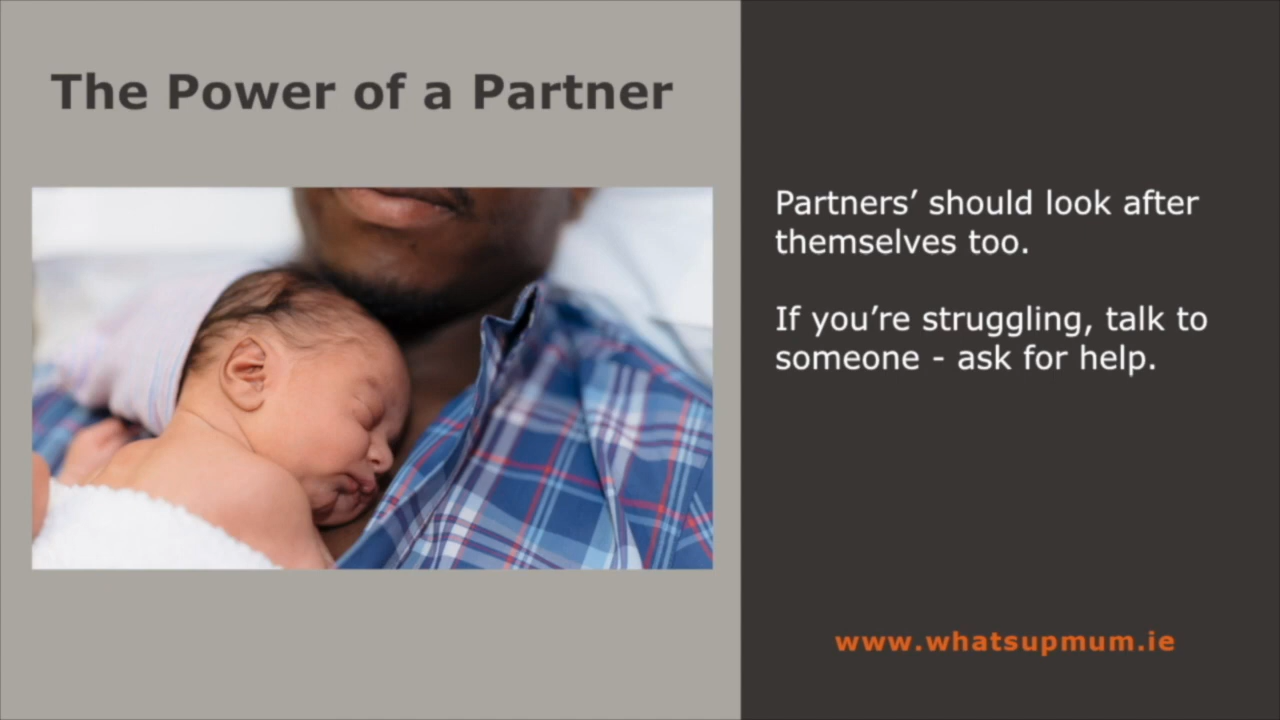 The Power of a Partner
Partners’ should look after
themselves too.
If you’re struggling, talk to
someone - ask for help.
www.whatsupmum.ie